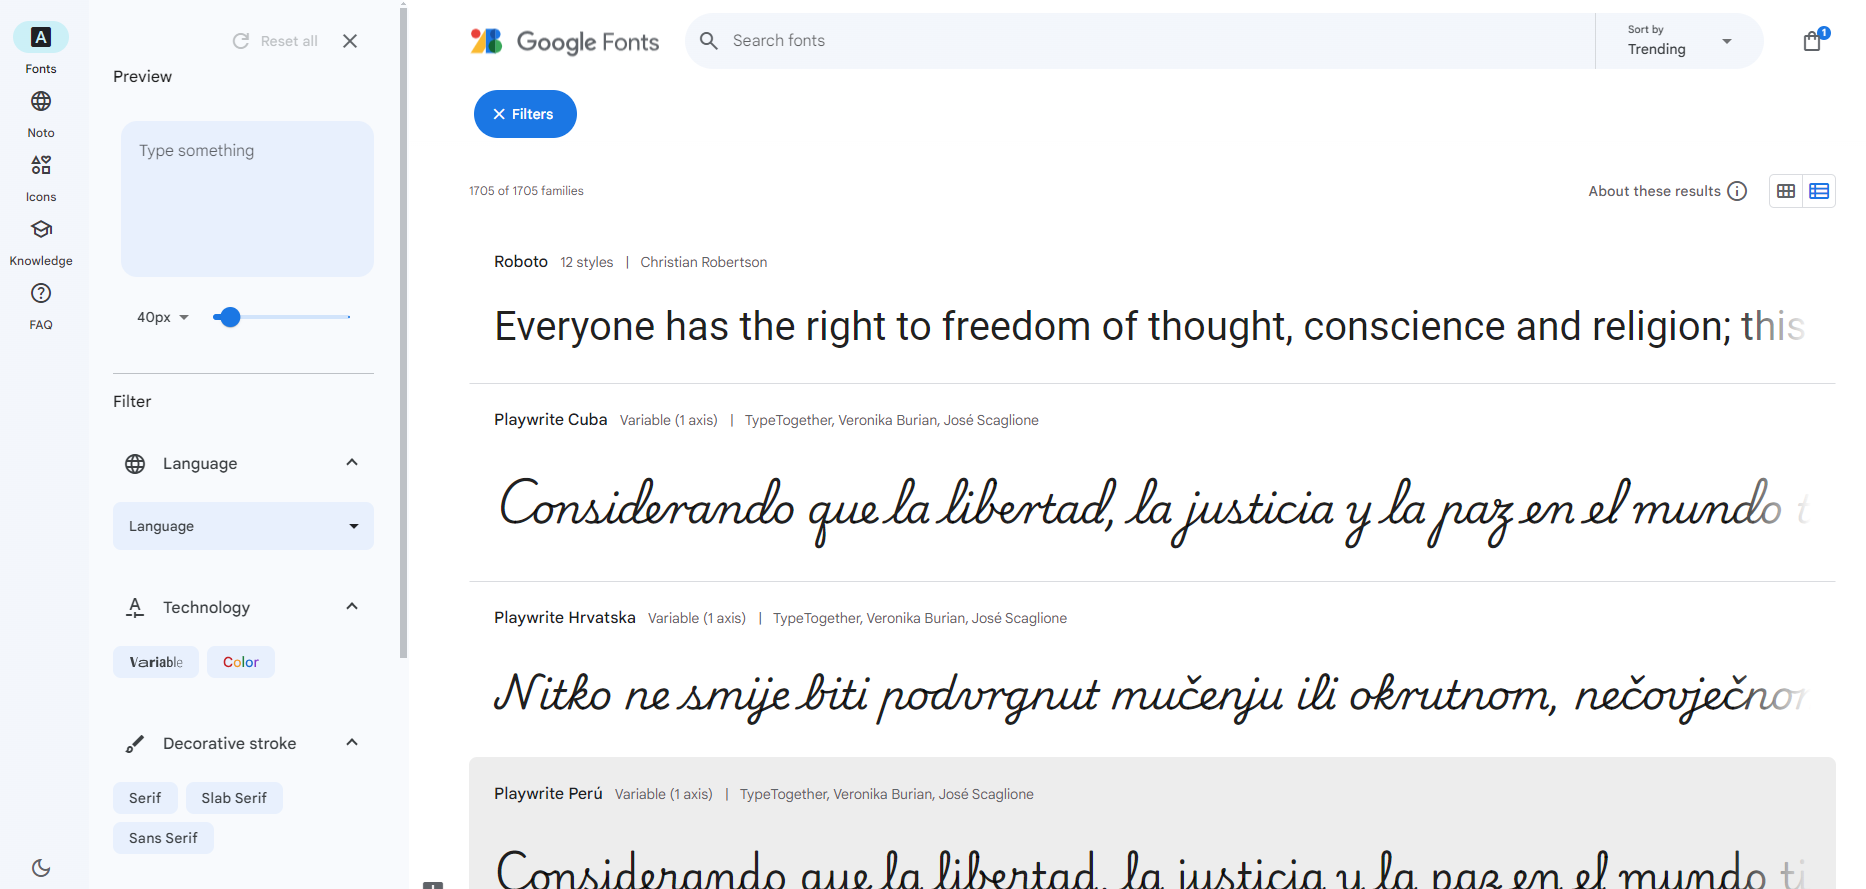 A
Fonts
Noto
Icons
Knowledge
FAQ
Reset all
Preview
Type something
40px
Filter
Language
Language
Technology
Variable
Color
Decorative stroke
Serif
Slab Serif
Sans Serif
Google Fonts
Search fonts
Sort by
Trending
1
Filters
1705 of 1705 families
About these results
Roboto 12 styles | Christian Robertson
Everyone has the right to freedom of thought, conscience and religion; this
Playwrite Cuba Variable (1 axis) | TypeTogether, Veronika Burian, José Scaglione
Considerando que la libertad, la justicia y la paz en el mundo t
Playwrite Hrvatska Variable (1 axis) | TypeTogether, Veronika Burian, José Scaglione
Nitko ne smije biti podvrgnut mučenju ili okrutnom, nečovječnom
Playwrite Perú Variable (1 axis) | TypeTogether, Veronika Burian, José Scaglione
Considerando que la libertad, la justicia y la paz en el mundo ti